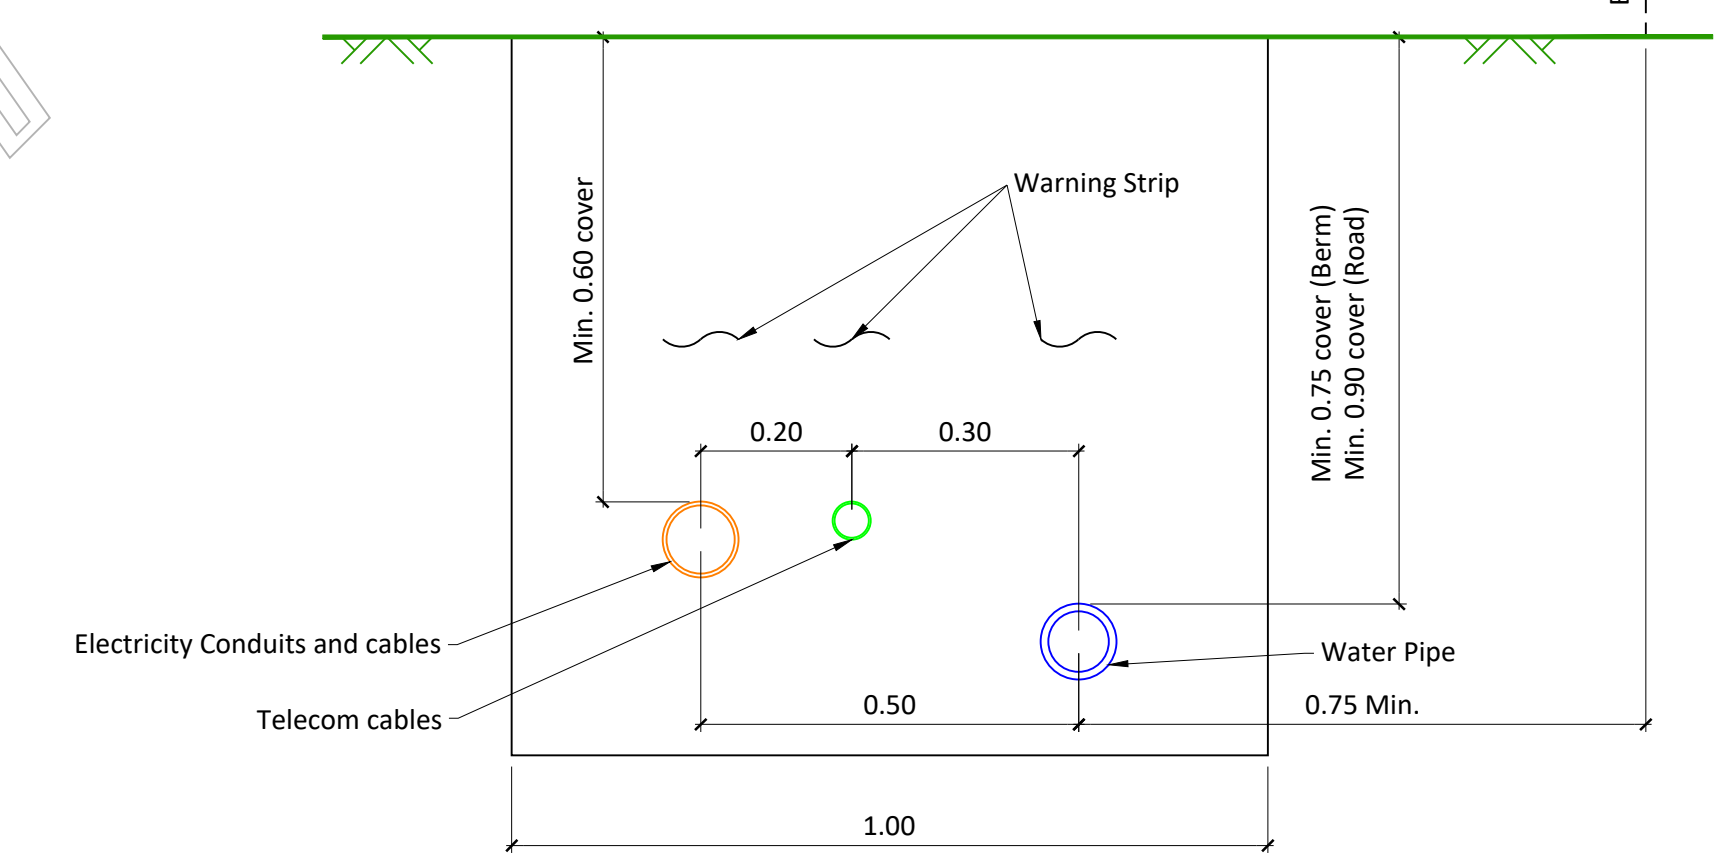 Warning Strip
Min. 0.60 cover
Min. 0.75 cover (Berm)
Min. 0.90 cover (Road)
0.20
0.30
Electricity Conduits and cables
Water Pipe
0.50
0.75 Min.
Telecom cables
1.00